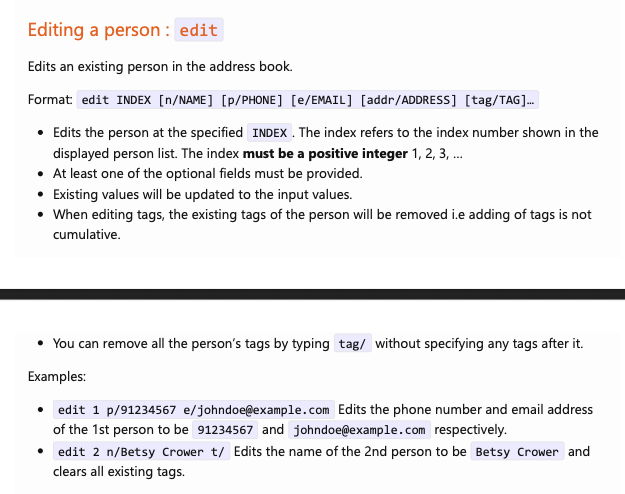 Editing a person : edit
Edits an existing person in the address book.
Format: edit INDEX [n/NAME] [p/PHONE] [e/EMAIL] [addr/ADDRESS] [tag/TAG]…
• Edits the person at the specified INDEX. The index refers to the index number shown in the
displayed person list. The index must be a positive integer 1, 2, 3, …
• At least one of the optional fields must be provided.
• Existing values will be updated to the input values.
• When editing tags, the existing tags of the person will be removed i.e adding of tags is not
cumulative.
• You can remove all the person’s tags by typing tag/ without specifying any tags after it.
Examples:
• edit 1 p/91234567 e/johndoe@example.com Edits the phone number and email address
of the 1st person to be 91234567 and johndoe@example.com respectively.
• edit 2 n/Betsy Crower t/ Edits the name of the 2nd person to be Betsy Crower and
clears all existing tags.